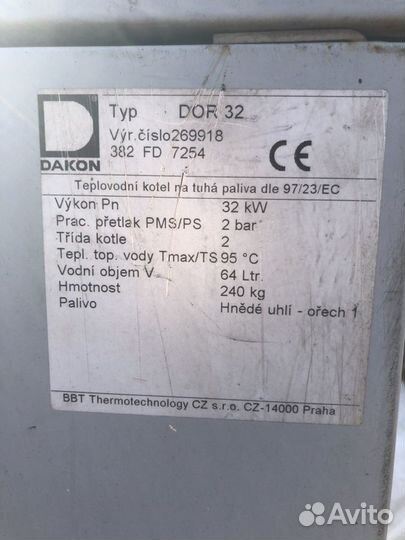 Typ DOR 32
Výr.číslo269918
382 FD 7254
DAKON
CE
Teplovodní kotel na tuhá paliva dle 97/23/EC
Výkon Pn 32 kW
Prac. přetlak PMS/PS 2 bar
Třída kotle 2
Tepl. top. vody Tmax/TS 95 °C
Vodní objem V 64 Ltr.
Hmotnost 240 kg
Palivo Hnědé uhlí - ořech 1
BBT Thermotechnology CZ s.r.o. CZ-14000 Praha
Avito